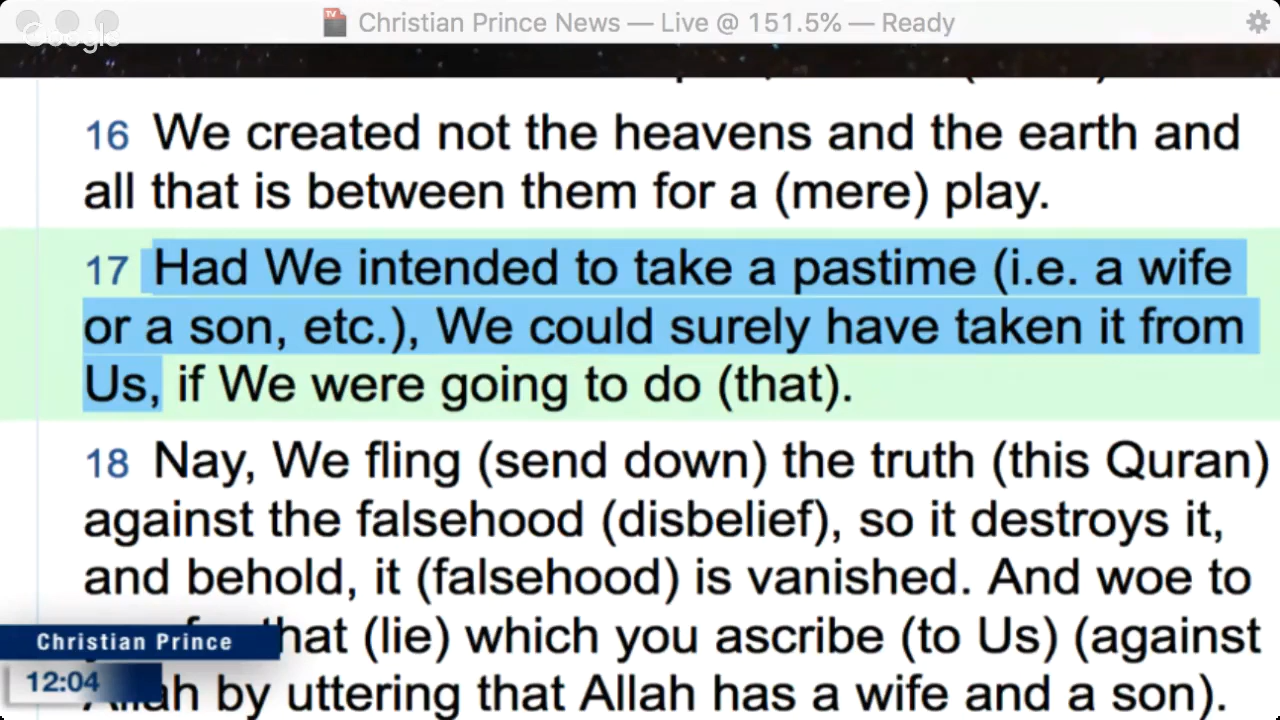 Christian Prince News — Live @ 151.5% — Ready
Google
16 We created not the heavens and the earth and
all that is between them for a (mere) play.
17 Had We intended to take a pastime (i.e. a wife
or a son, etc.), We could surely have taken it from
Us, if We were going to do (that).
18 Nay, We fling (send down) the truth (this Quran)
against the falsehood (disbelief), so it destroys it,
and behold, it (falsehood) is vanished. And woe to
that (lie) which you ascribe (to Us) (against
Christian Prince
by uttering that Allah has a wife and a son).
12:04